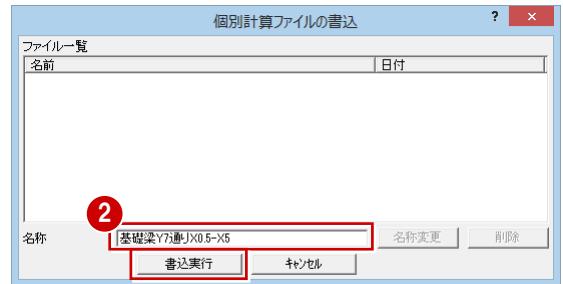 個別計算ファイルの書込 ? ×
ファイル一覧
名前 日付
2
名称 基礎梁Y7通りX0.5-X5 名称変更 削除
書込実行 キャンセル